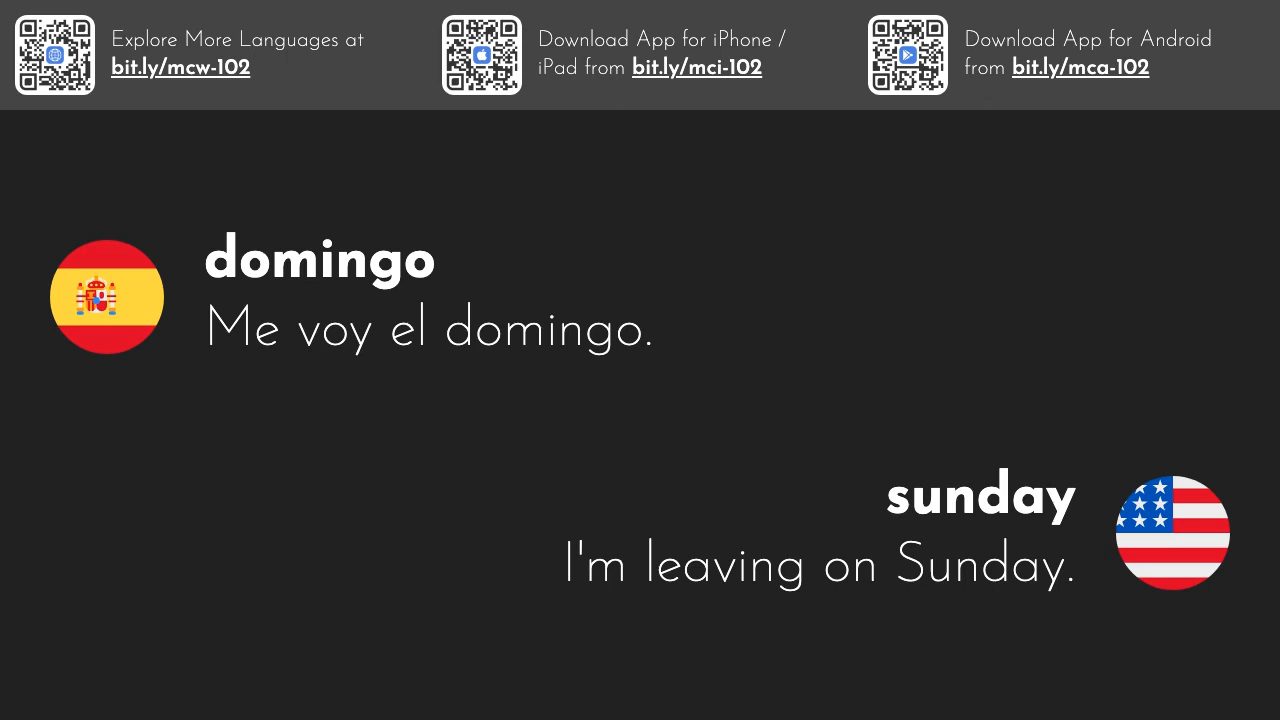 Explore More Languages at
bit.ly/mcw-102
Download App for iPhone /
iPad from bit.ly/mci-102
Download App for Android
from bit.ly/mca-102
domingo
Me voy el domingo.
sunday
I'm leaving on Sunday.